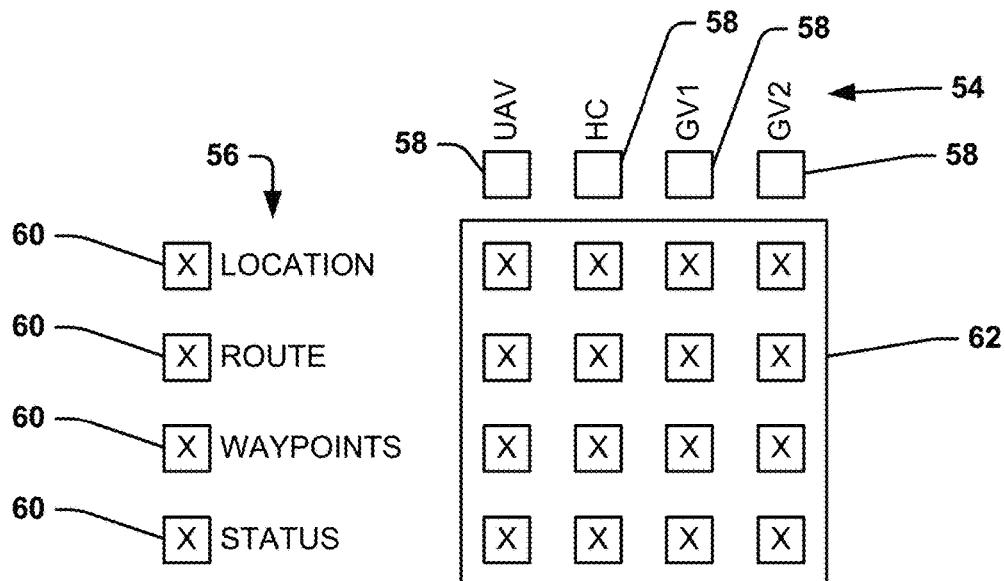 58 58
UAV HC GV1 GV2 54
56 58 58
60 X LOCATION X X X X
60 X ROUTE X X X X 62
60 X WAYPOINTS X X X X
60 X STATUS X X X X